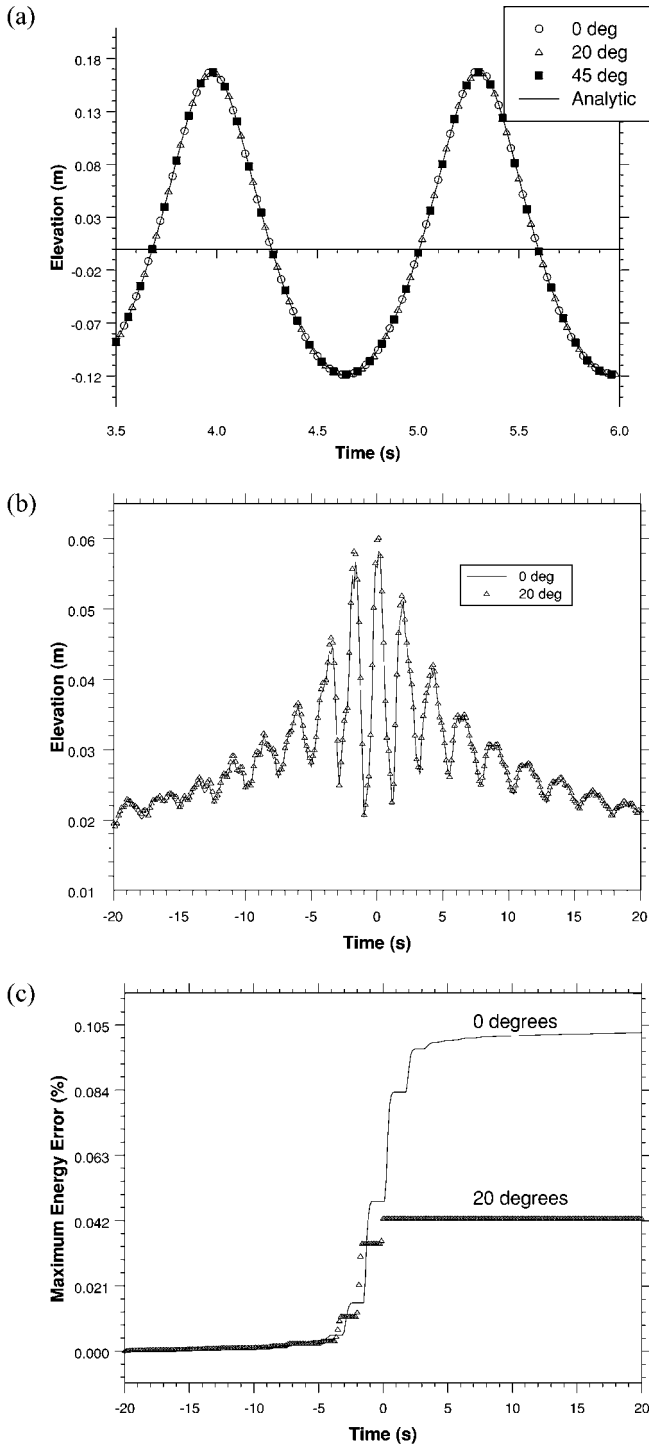 (a)
0 deg
20 deg
45 deg
Analytic
0.18
0.13
0.08
0.03
-0.02
-0.07
-0.12
Elevation (m)
3.5 4.0 4.5 5.0 5.5 6.0
Time (s)
(b)
0 deg
20 deg
0.06
0.05
0.04
0.03
0.02
0.01
Elevation (m)
-20 -15 -10 -5 0 5 10 15 20
Time (s)
(c)
0 degrees
20 degrees
0.105
0.084
0.063
0.042
0.021
0.000
Maximum Energy Error (%)
-20 -15 -10 -5 0 5 10 15 20
Time (s)